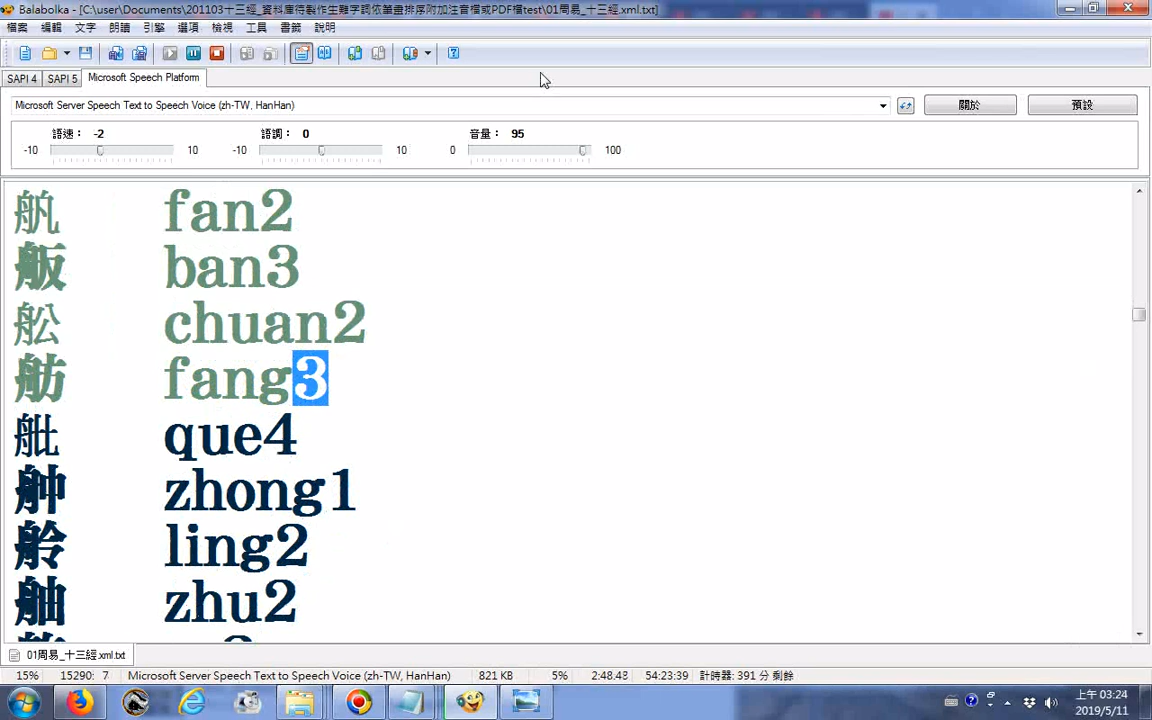 Balabolka - [C:\user\Documents\201103十三經_資料庫待製作生難字詞依筆畫排序附加注音檔或PDF檔test\01周易_十三經.xml.txt]
檔案 編輯 文字 朗讀 引擎 選項 檢視 工具 書籤 說明
SAPI 4 SAPI 5 Microsoft Speech Platform
Microsoft Server Speech Text to Speech Voice (zh-TW, HanHan) 關於 預設
語速： -2 語調： 0 音量： 95
-10 10 -10 10 0 100
舤 fan2
舨 ban3
舩 chuan2
舫 fang3
que4
zhong1
舲 ling2
舳 zhu2
01周易_十三經.xml.txt
15% 15290: 7 Microsoft Server Speech Text to Speech Voice (zh-TW, HanHan) 821 KB 5% 2:48.48 54:23:39 計時器: 391 分 剩餘
上午 03:24
2019/5/11